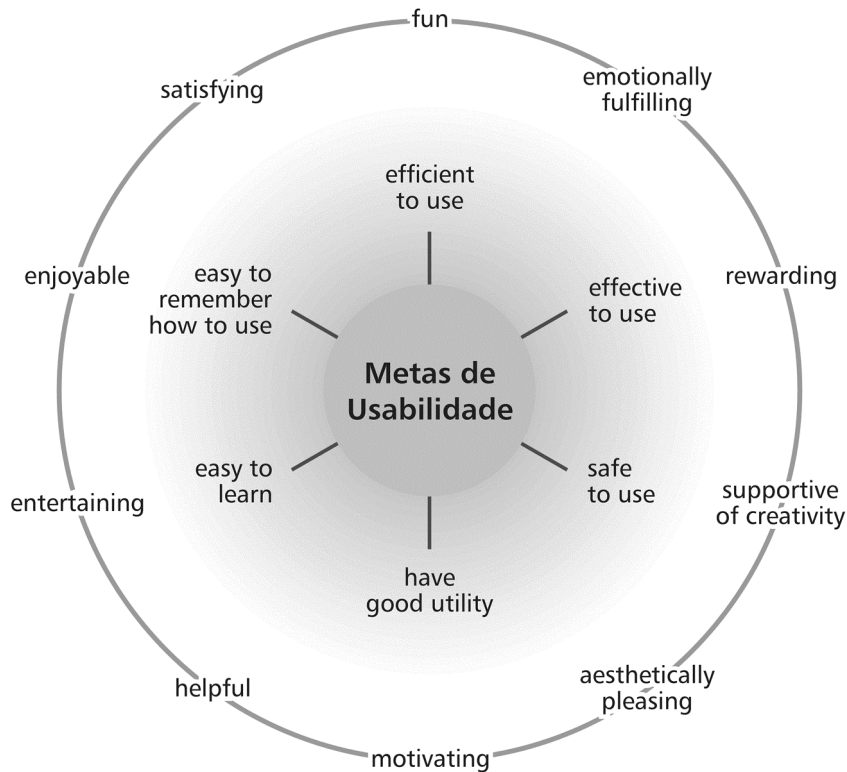 fun
emotionally
fulfilling
satisfying
efficient
to use
enjoyable
easy to
remember
how to use
effective
to use
rewarding
Metas de
Usabilidade
easy to
learn
safe
to use
entertaining
supportive
of creativity
have
good utility
helpful
aesthetically
pleasing
motivating